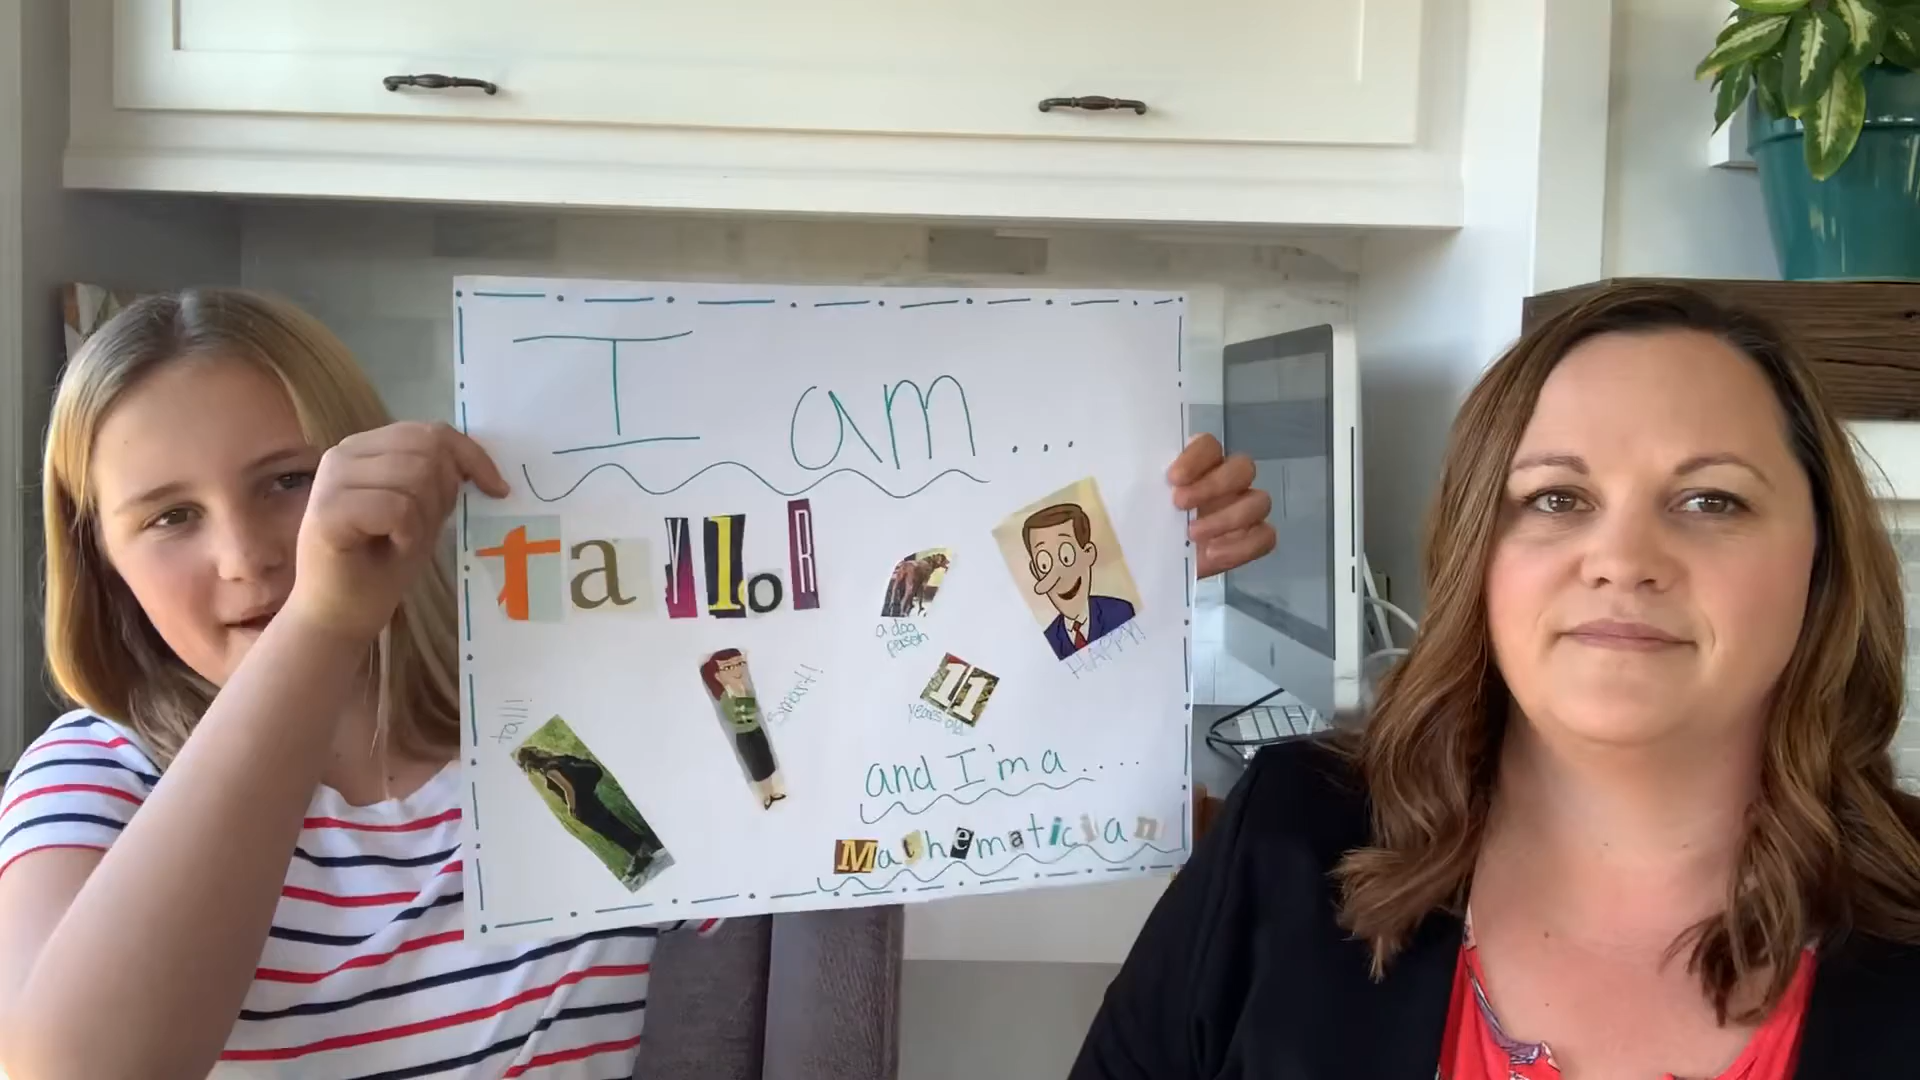 I am...
taylor
a dog
person
HAPPY!
tall!
smart!
11
years old
and I'm a....
Mathematician